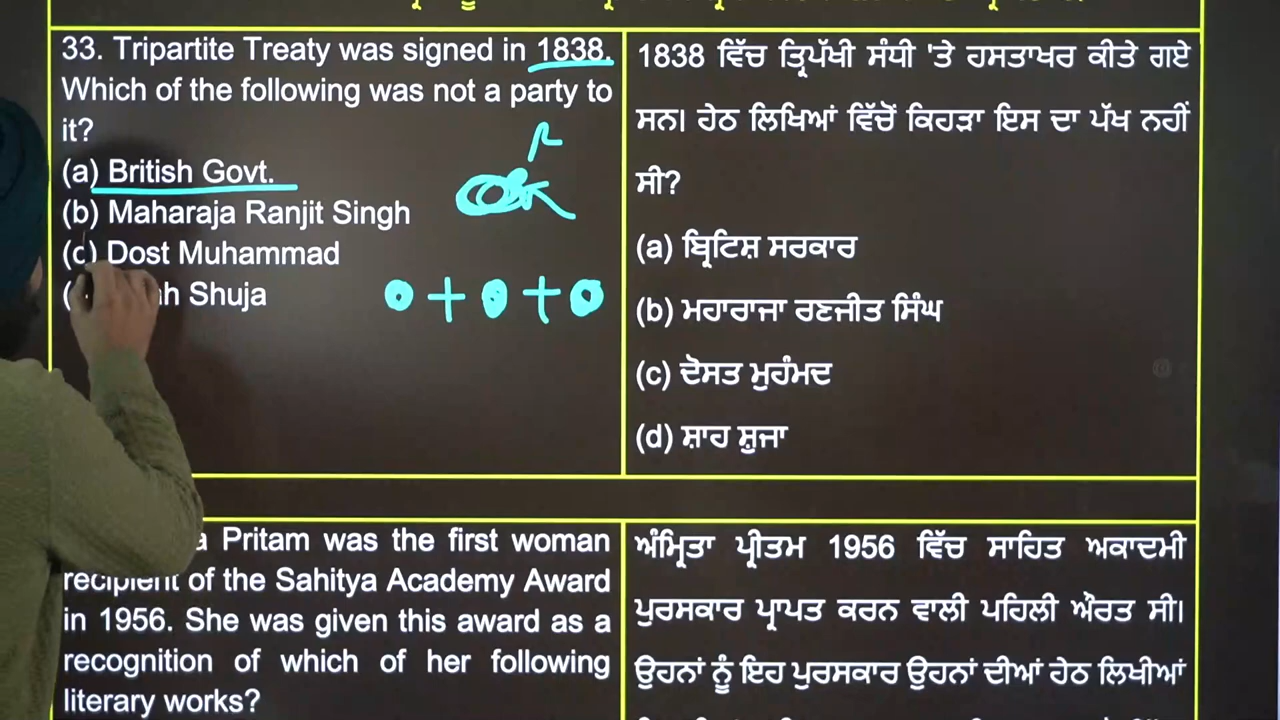 33. Tripartite Treaty was signed in 1838.
Which of the following was not a party to
it?
(a) British Govt.
(b) Maharaja Ranjit Singh
(c) Dost Muhammad
Shuja
1838 ਵਿੱਚ ਤ੍ਰਿਪੱਖੀ ਸੰਧੀ 'ਤੇ ਹਸਤਾਖਰ ਕੀਤੇ ਗਏ
ਸਨ। ਹੇਠ ਲਿਖਿਆਂ ਵਿੱਚੋਂ ਕਿਹੜਾ ਇਸ ਦਾ ਪੱਖ ਨਹੀਂ
ਸੀ?
(a) ਬ੍ਰਿਟਿਸ਼ ਸਰਕਾਰ
(b) ਮਹਾਰਾਜਾ ਰਣਜੀਤ ਸਿੰਘ
(c) ਦੋਸਤ ਮੁਹੰਮਦ
(d) ਸ਼ਾਹ ਸ਼ੁਜਾ
Pritam was the first woman
recipient of the Sahitya Academy Award
in 1956. She was given this award as a
recognition of which of her following
literary works?
ਅੰਮ੍ਰਿਤਾ ਪ੍ਰੀਤਮ 1956 ਵਿੱਚ ਸਾਹਿਤ ਅਕਾਦਮੀ
ਪੁਰਸਕਾਰ ਪ੍ਰਾਪਤ ਕਰਨ ਵਾਲੀ ਪਹਿਲੀ ਔਰਤ ਸੀ।
ਉਹਨਾਂ ਨੂੰ ਇਹ ਪੁਰਸਕਾਰ ਉਹਨਾਂ ਦੀਆਂ ਹੇਠ ਲਿਖੀਆਂ